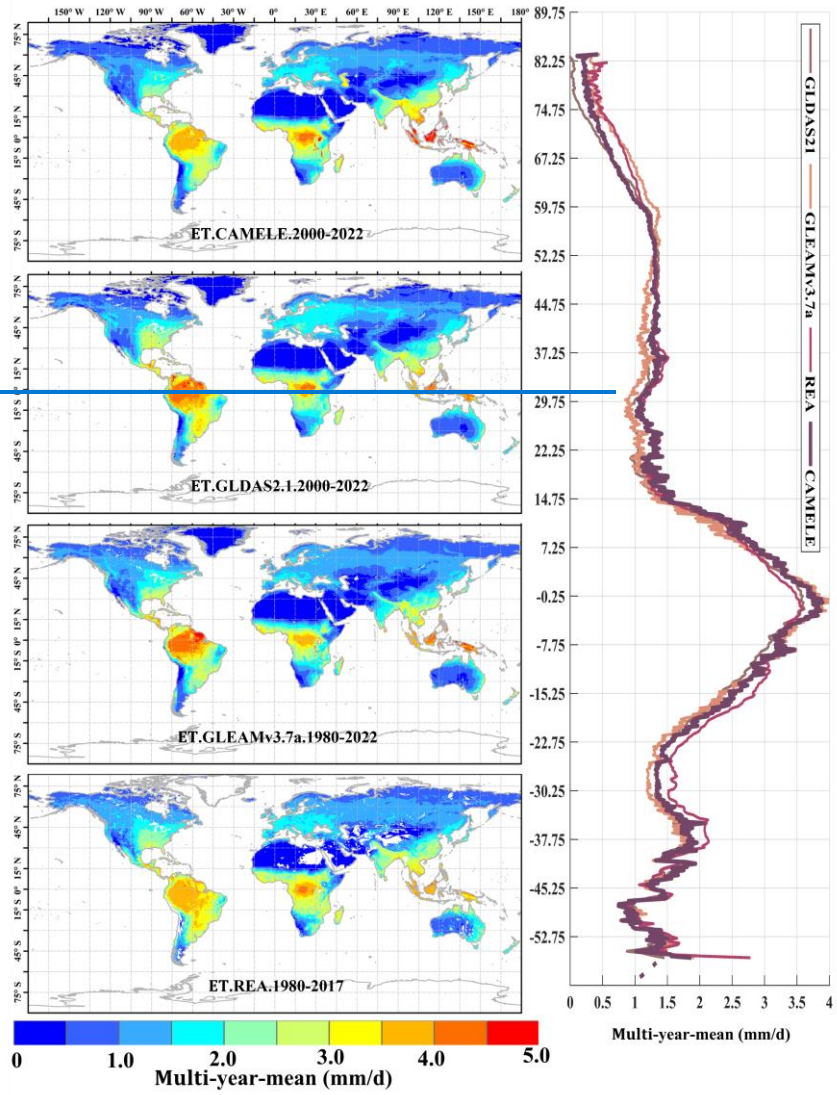 150° W 120° W 90° W 60° W 30° W 0° 30° E 60° E 90° E 120° E 150° E 180°
75° N
45° N
15° N
0°
15° S
45° S
75° S
ET.CAMELE.2000-2022
75° N
45° N
15° N
0°
15° S
45° S
75° S
ET.GLDAS2.1.2000-2022
75° N
45° N
15° N
0°
15° S
45° S
75° S
ET.GLEAMv3.7a.1980-2022
75° N
45° N
15° N
0°
15° S
45° S
75° S
ET.REA.1980-2017
0 1.0 2.0 3.0 4.0 5.0
Multi-year-mean (mm/d)
89.75
82.25
74.75
67.25
59.75
52.25
44.75
37.25
29.75
22.25
14.75
7.25
-0.25
-7.75
-15.25
-22.75
-30.25
-37.75
-45.25
-52.75
0 0.5 1 1.5 2 2.5 3 3.5 4
Multi-year-mean (mm/d)
GLDAS21 GLEAMv3.7a REA CAMELE